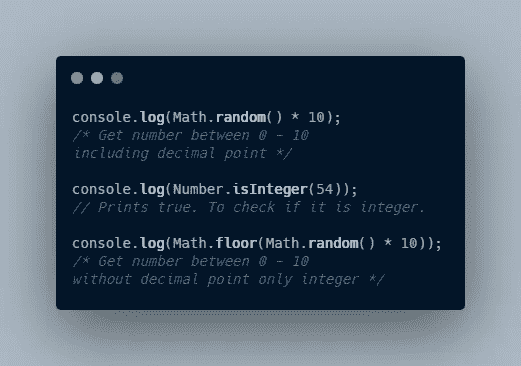 console.log(Math.random() * 10);
/* Get number between 0 - 10
including decimal point */
console.log(Number.isInteger(54));
// Prints true. To check if it is integer.
console.log(Math.floor(Math.random() * 10));
/* Get number between 0 - 10
without decimal point only integer */